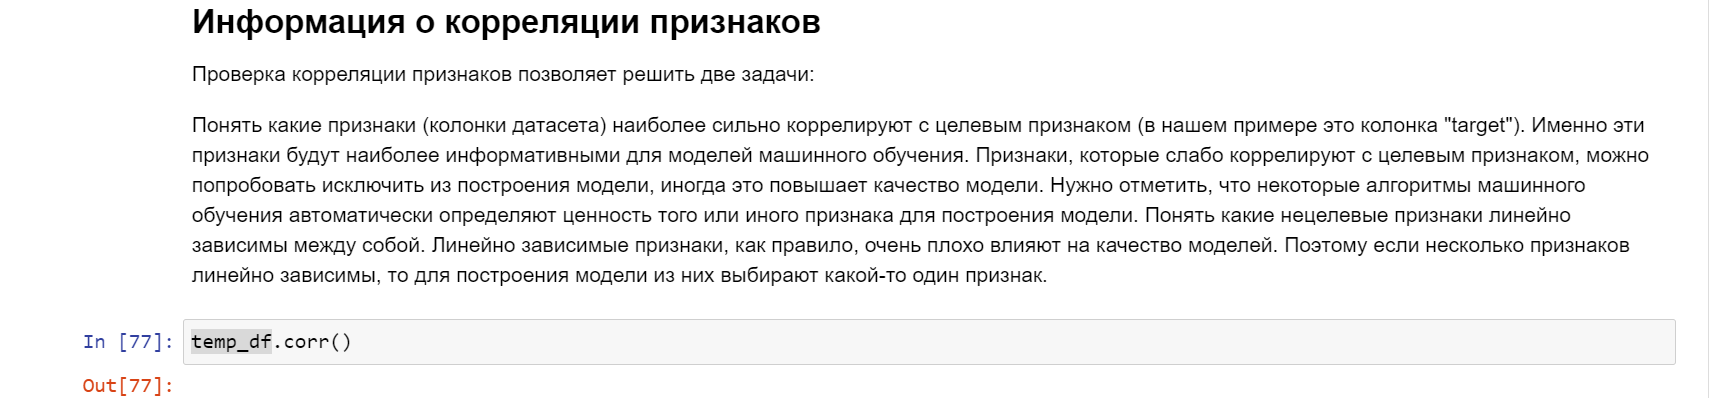 Информация о корреляции признаков
Проверка корреляции признаков позволяет решить две задачи:
Понять какие признаки (колонки датасета) наиболее сильно коррелируют с целевым признаком (в нашем примере это колонка "target"). Именно эти
признаки будут наиболее информативными для моделей машинного обучения. Признаки, которые слабо коррелируют с целевым признаком, можно
попробовать исключить из построения модели, иногда это повышает качество модели. Нужно отметить, что некоторые алгоритмы машинного
обучения автоматически определяют ценность того или иного признака для построения модели. Понять какие нецелевые признаки линейно
зависимы между собой. Линейно зависимые признаки, как правило, очень плохо влияют на качество моделей. Поэтому если несколько признаков
линейно зависимы, то для построения модели из них выбирают какой-то один признак.
In [77]: temp_df.corr()
Out[77]: